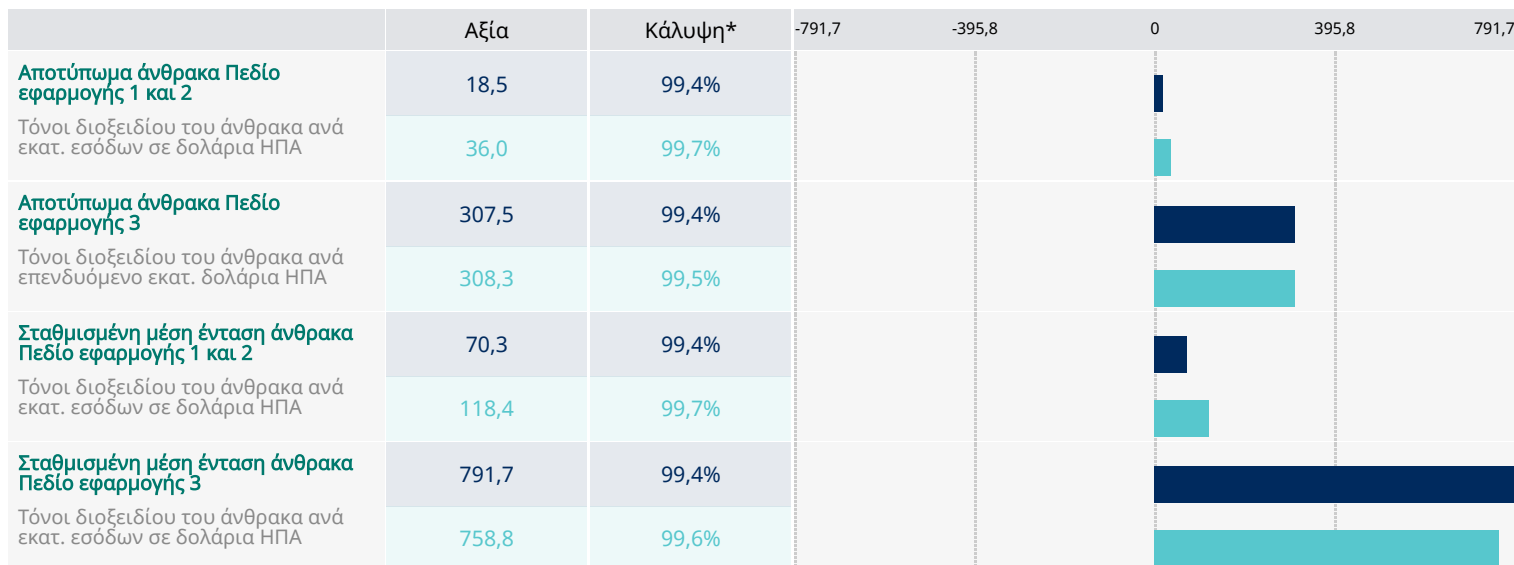 Αξία Κάλυψη* -791,7 -395,8 0 395,8 791,7
Αποτύπωμα άνθρακα Πεδίο
εφαρμογής 1 και 2
Τόνοι διοξειδίου του άνθρακα ανά
εκατ. εσόδων σε δολάρια ΗΠΑ
18,5 99,4%
36,0 99,7%
Αποτύπωμα άνθρακα Πεδίο
εφαρμογής 3
Τόνοι διοξειδίου του άνθρακα ανά
επενδυόμενο εκατ. δολάρια ΗΠΑ
307,5 99,4%
308,3 99,5%
Σταθμισμένη μέση ένταση άνθρακα
Πεδίο εφαρμογής 1 και 2
Τόνοι διοξειδίου του άνθρακα ανά
εκατ. εσόδων σε δολάρια ΗΠΑ
70,3 99,4%
118,4 99,7%
Σταθμισμένη μέση ένταση άνθρακα
Πεδίο εφαρμογής 3
Τόνοι διοξειδίου του άνθρακα ανά
εκατ. εσόδων σε δολάρια ΗΠΑ
791,7 99,4%
758,8 99,6%